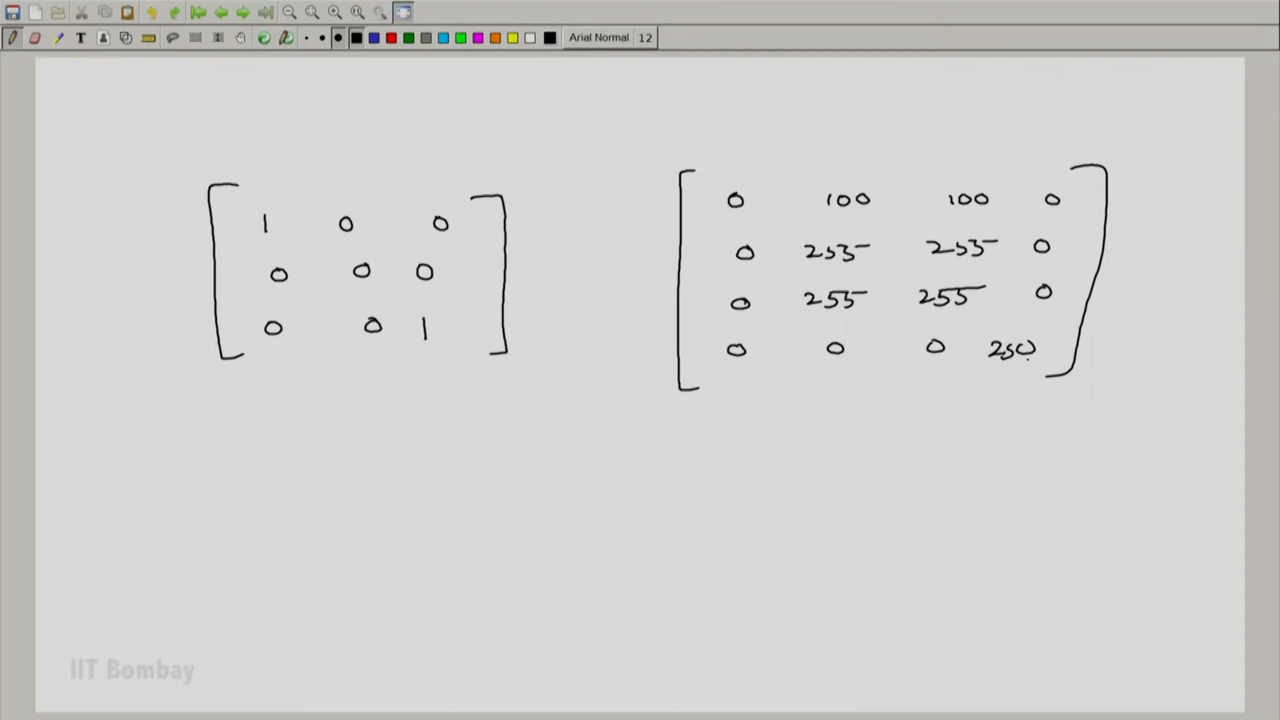 Arial Normal 12
1 0 0
0 0 0
0 0 1
0 100 100 0
0 255 255 0
0 255 255 0
0 0 0 250
IIT Bombay